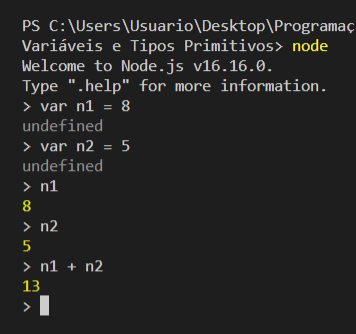 PS C:\Users\Usuario\Desktop\Programaç
Variáveis e Tipos Primitivos> node
Welcome to Node.js v16.16.0.
Type ".help" for more information.
> var n1 = 8
undefined
> var n2 = 5
undefined
> n1
8
> n2
5
> n1 + n2
13
>